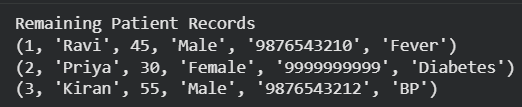 Remaining Patient Records
(1, 'Ravi', 45, 'Male', '9876543210', 'Fever')
(2, 'Priya', 30, 'Female', '9999999999', 'Diabetes')
(3, 'Kiran', 55, 'Male', '9876543212', 'BP')